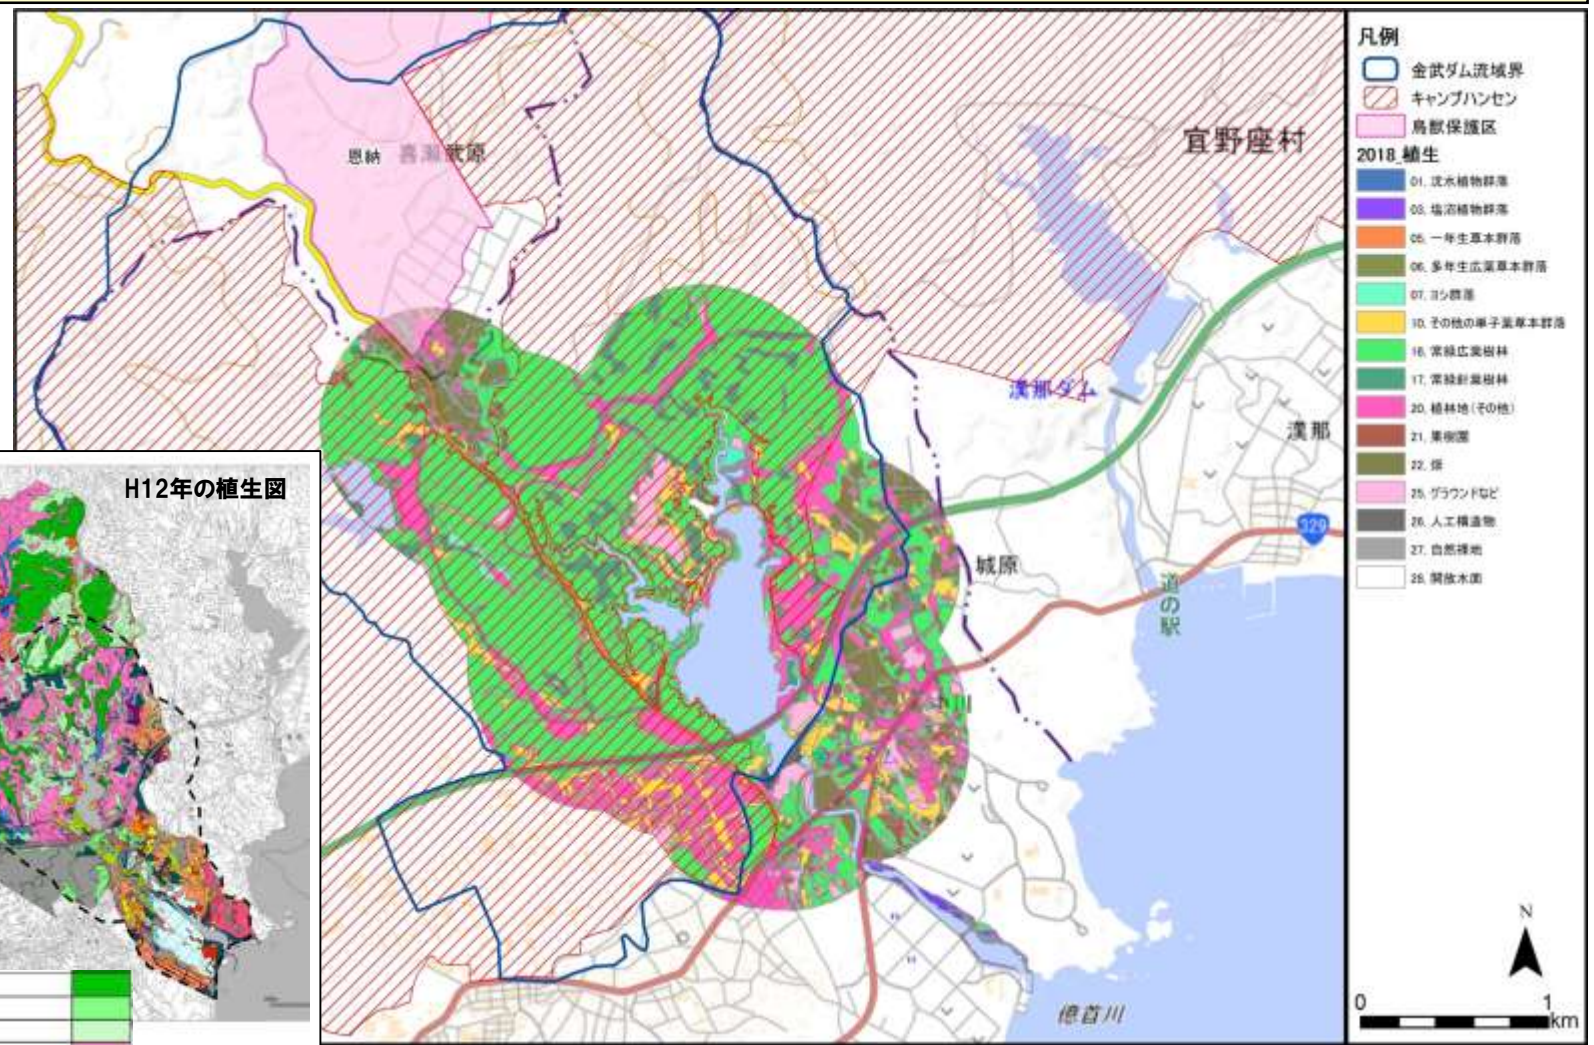 恩納
喜瀬武原
宜野座村
漢那ダム
漢那
城原
329
道の駅
中川
億首川
H12年の植生図
凡例
金武ダム流域界
キャンプハンセン
鳥獣保護区
2018_植生
01. 沈水植物群落
03. 塩沼植物群落
05. 一年生草本群落
06. 多年生広葉草本群落
07. ヨシ群落
10. その他の単子葉草本群落
16. 常緑広葉樹林
17. 常緑針葉樹林
20. 植林地(その他)
21. 果樹園
22. 畑
25. グラウンドなど
26. 人工構造物
27. 自然裸地
28. 開放水面
N
0 1
km